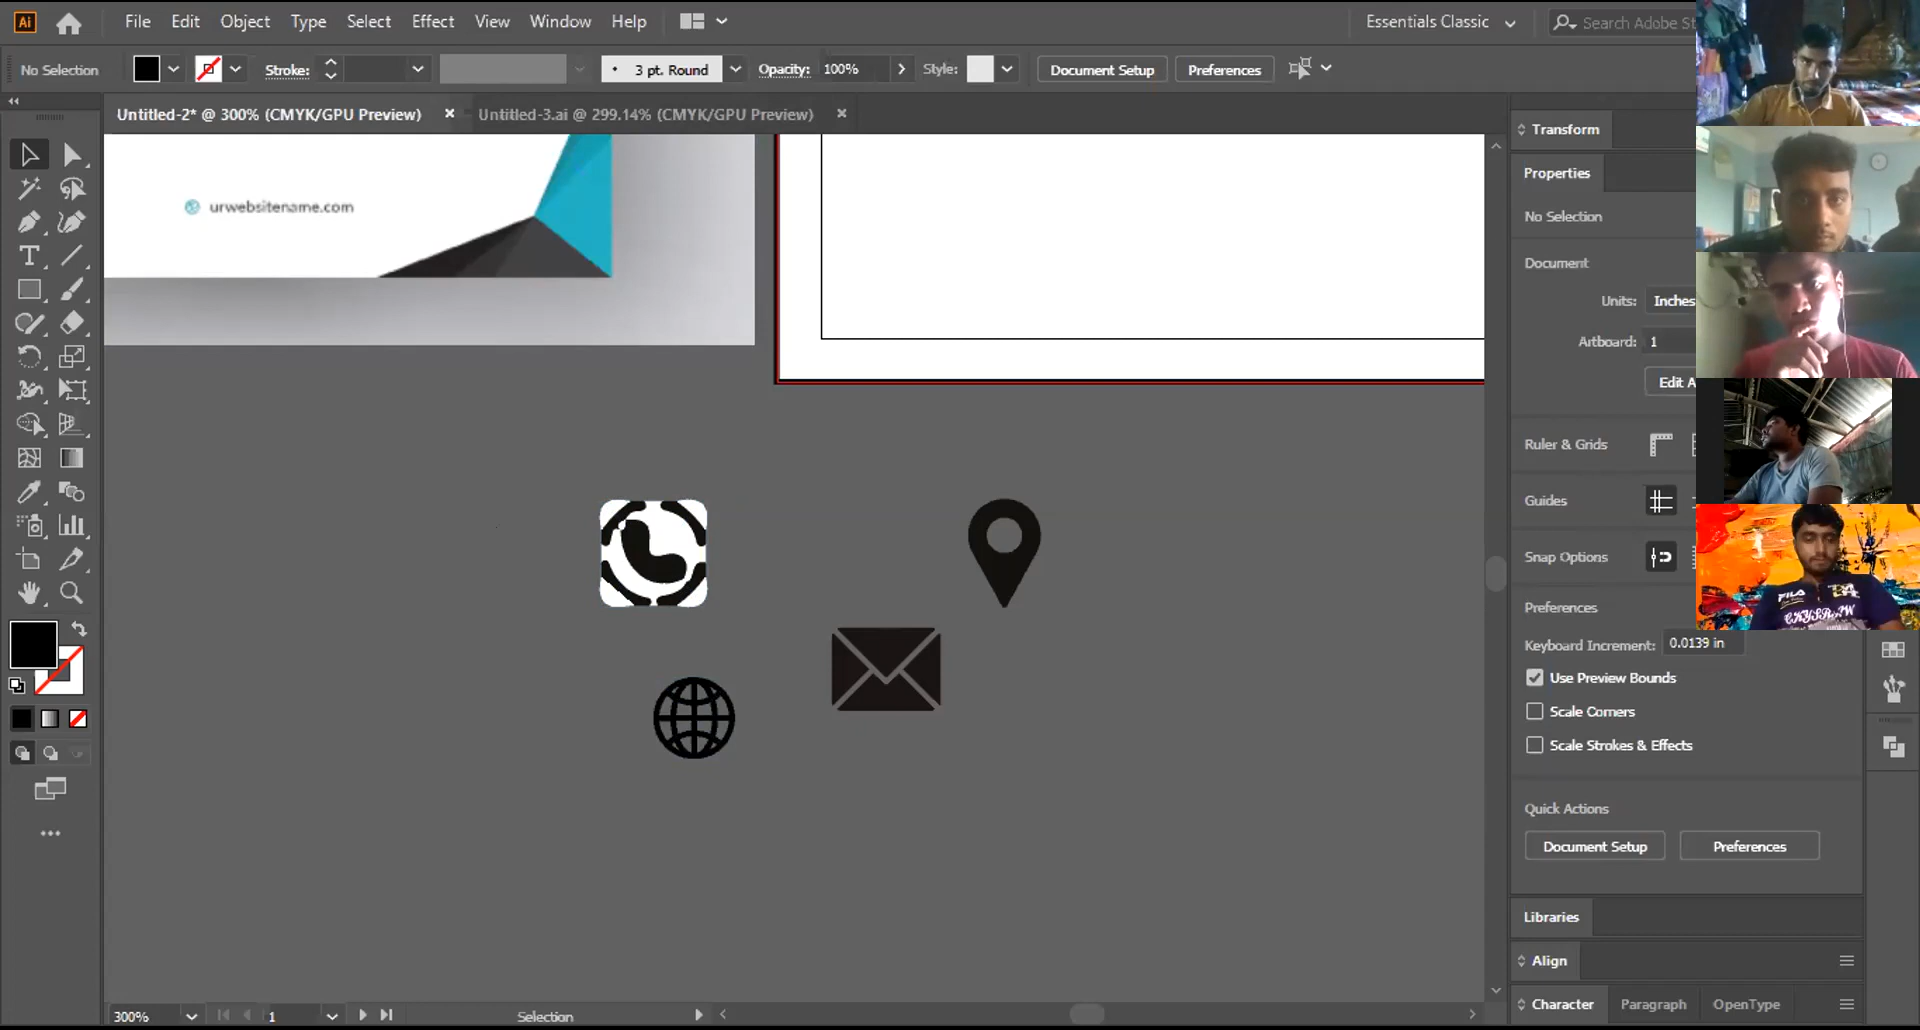 Ai File Edit Object Type Select Effect View Window Help Essentials Classic Search Adobe St
No Selection Stroke: 3 pt. Round Opacity: 100% Style: Document Setup Preferences
Untitled-2* @ 300% (CMYK/GPU Preview) Untitled-3.ai @ 299.14% (CMYK/GPU Preview)
urwebsitename.com
Transform
Properties
No Selection
Document
Units: Inches
Artboard: 1
Edit A
Ruler & Grids
Guides
Snap Options
Preferences
Keyboard Increment: 0.0139 in
Use Preview Bounds
Scale Corners
Scale Strokes & Effects
Quick Actions
Document Setup Preferences
Libraries
Align
Character Paragraph OpenType
300% 1 Selection
FILA